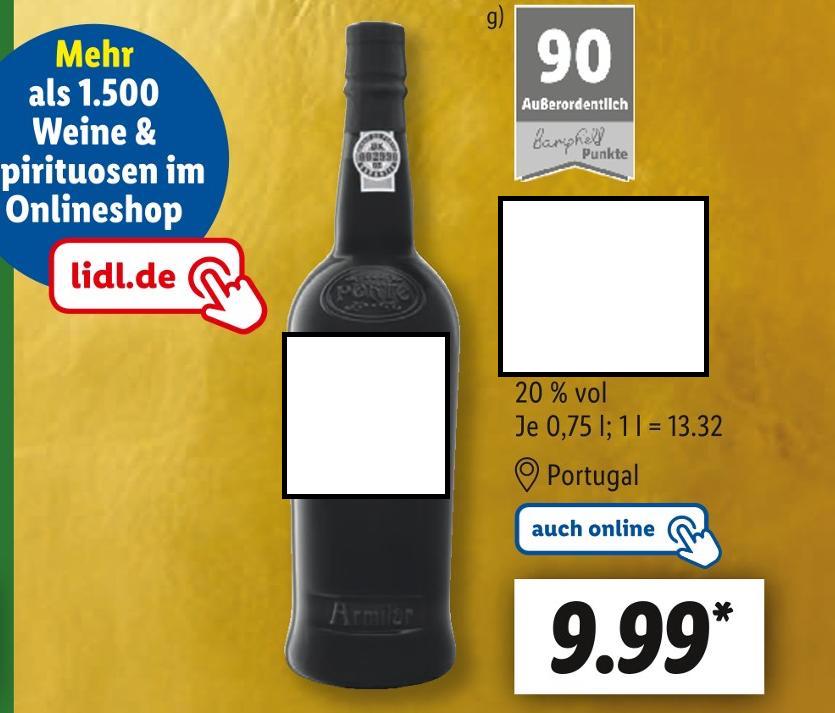 Mehr
als 1.500
Weine &
pirituosen im
Onlineshop
lidl.de
g)
90
Außerordentlich
Punkte
PORTO
20 % vol
Je 0,75 l; 1 l = 13.32
Portugal
auch online
Armilar
9.99*